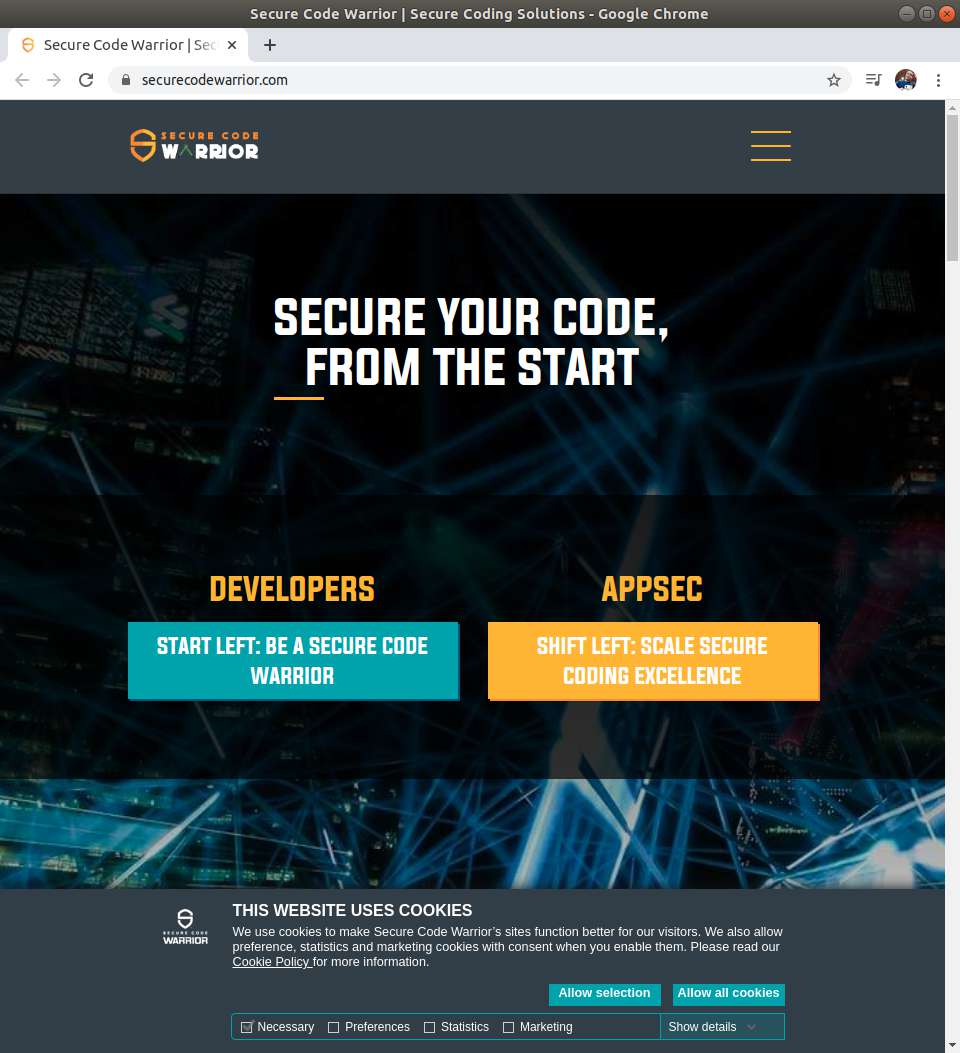 Secure Code Warrior | Secure Coding Solutions - Google Chrome
Secure Code Warrior | Sec
securecodewarrior.com
SECURE CODE
WARRIOR
SECURE YOUR CODE,
FROM THE START
DEVELOPERS
START LEFT: BE A SECURE CODE
WARRIOR
APPSEC
SHIFT LEFT: SCALE SECURE
CODING EXCELLENCE
SECURE CODE
WARRIOR
THIS WEBSITE USES COOKIES
We use cookies to make Secure Code Warrior’s sites function better for our visitors. We also allow
preference, statistics and marketing cookies with consent when you enable them. Please read our
Cookie Policy for more information.
Allow selection
Allow all cookies
Necessary
Preferences
Statistics
Marketing
Show details